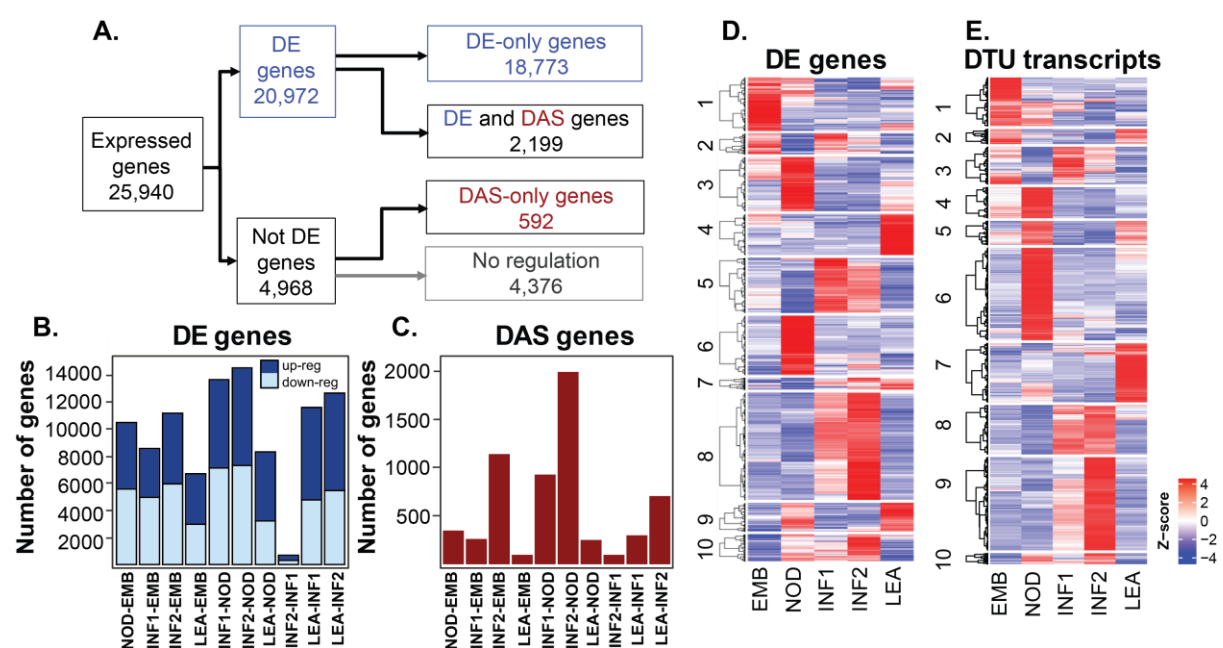 A.
Expressed
genes
25,940
DE
genes
20,972
Not DE
genes
4,968
DE-only genes
18,773
DE and DAS genes
2,199
DAS-only genes
592
No regulation
4,376
B.
DE genes
Number of genes
14000
12000
10000
8000
6000
4000
2000
up-reg
down-reg
NOD-EMB
INF1-EMB
INF2-EMB
LEA-EMB
INF1-NOD
INF2-NOD
LEA-NOD
INF2-INF1
LEA-INF1
LEA-INF2
C.
DAS genes
Number of genes
2000
1500
1000
500
NOD-EMB
INF1-EMB
INF2-EMB
LEA-EMB
INF1-NOD
INF2-NOD
LEA-NOD
INF2-INF1
LEA-INF1
LEA-INF2
D.
DE genes
1
2
3
4
5
6
7
8
9
10
EMB
NOD
INF1
INF2
LEA
E.
DTU transcripts
1
2
3
4
5
6
7
8
9
10
EMB
NOD
INF1
INF2
LEA
Z-score
4
2
0
−2
−4